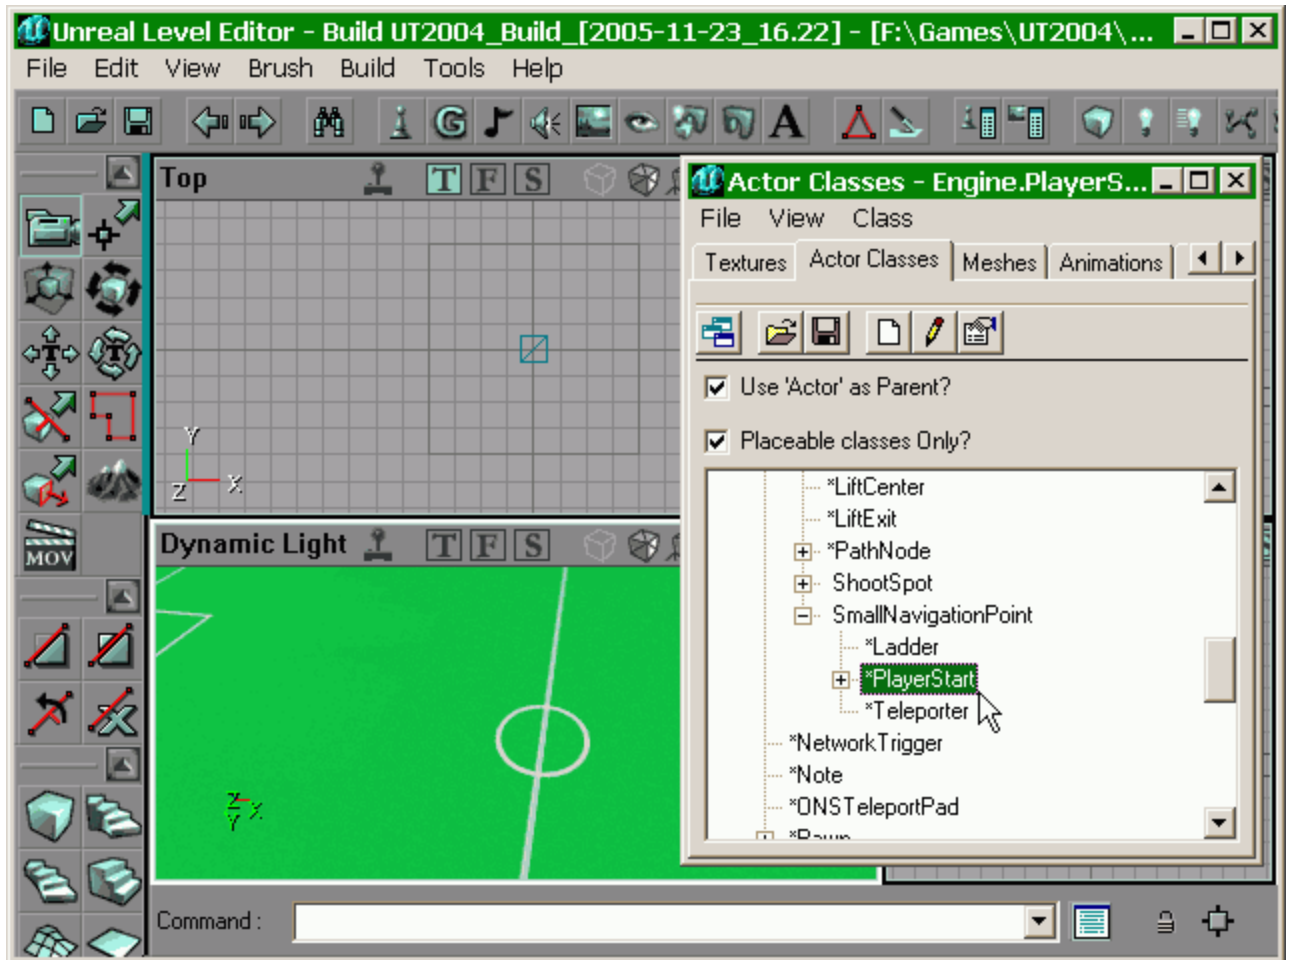 Unreal Level Editor - Build UT2004_Build_[2005-11-23_16.22] - [F:\Games\UT2004\...
File Edit View Brush Build Tools Help
G A
Top T F S
Actor Classes - Engine.PlayerS...
File View Class
Textures Actor Classes Meshes Animations
Use 'Actor' as Parent?
Placeable classes Only?
*LiftCenter
*LiftExit
*PathNode
ShootSpot
SmallNavigationPoint
*Ladder
*PlayerStart
*Teleporter
*NetworkTrigger
*Note
*ONSTeleportPad
*Pawn
Y
Z X
MOV
Dynamic Light T F S
Z X
Y
Command :